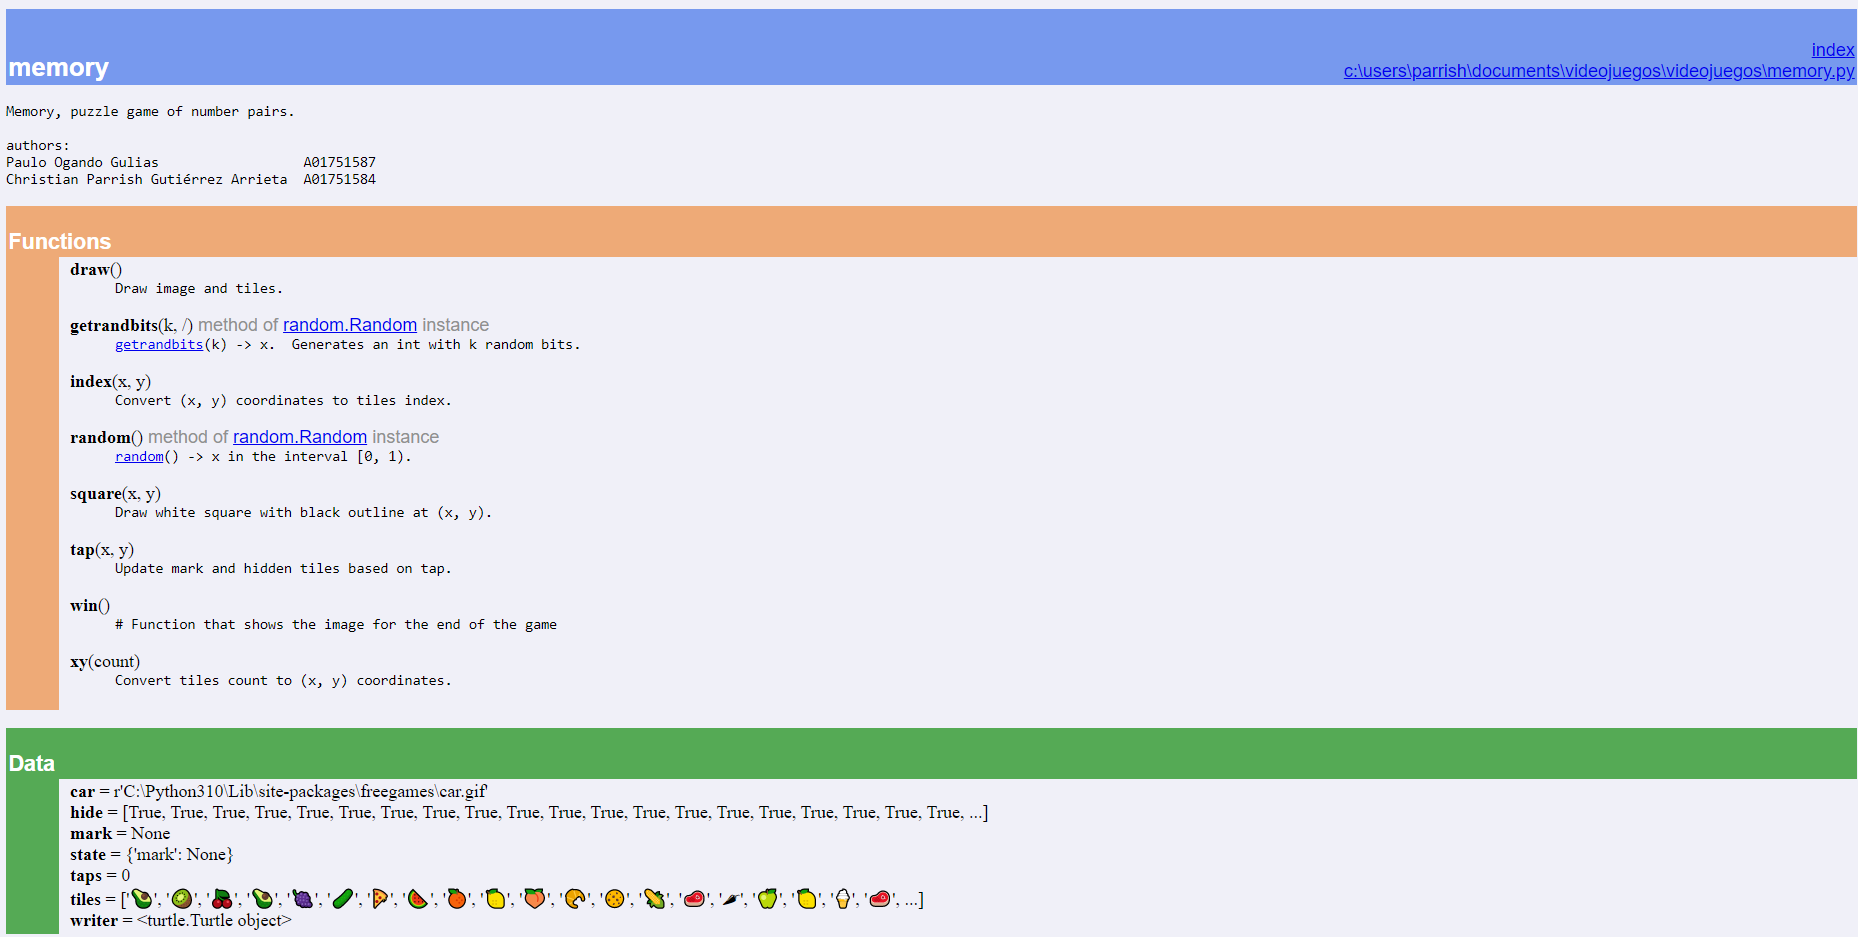 index
memory
c:\users\parrish\documents\videojuegos\videojuegos\memory.py
Memory, puzzle game of number pairs.
authors:
Paulo Ogando Gulias                  A01751587
Christian Parrish Gutiérrez Arrieta  A01751584
Functions
draw()
Draw image and tiles.
getrandbits(k, /) method of random.Random instance
getrandbits(k) -> x.  Generates an int with k random bits.
index(x, y)
Convert (x, y) coordinates to tiles index.
random() method of random.Random instance
random() -> x in the interval [0, 1).
square(x, y)
Draw white square with black outline at (x, y).
tap(x, y)
Update mark and hidden tiles based on tap.
win()
# Function that shows the image for the end of the game
xy(count)
Convert tiles count to (x, y) coordinates.
Data
car = r'C:\Python310\Lib\site-packages\freegames\car.gif'
hide = [True, True, True, True, True, True, True, True, True, True, True, True, True, True, True, True, True, True, True, True, ...]
mark = None
state = {'mark': None}
taps = 0
tiles = ['🥑', '🥝', '🍒', '🥑', '🍇', '🥒', '🍕', '🍉', '🍊', '🍋', '🍑', '🥐', '🍪', '🌽', '🥩', '🌶', '🍏', '🍋', '🍦', '🥩', ...]
writer = <turtle.Turtle object>